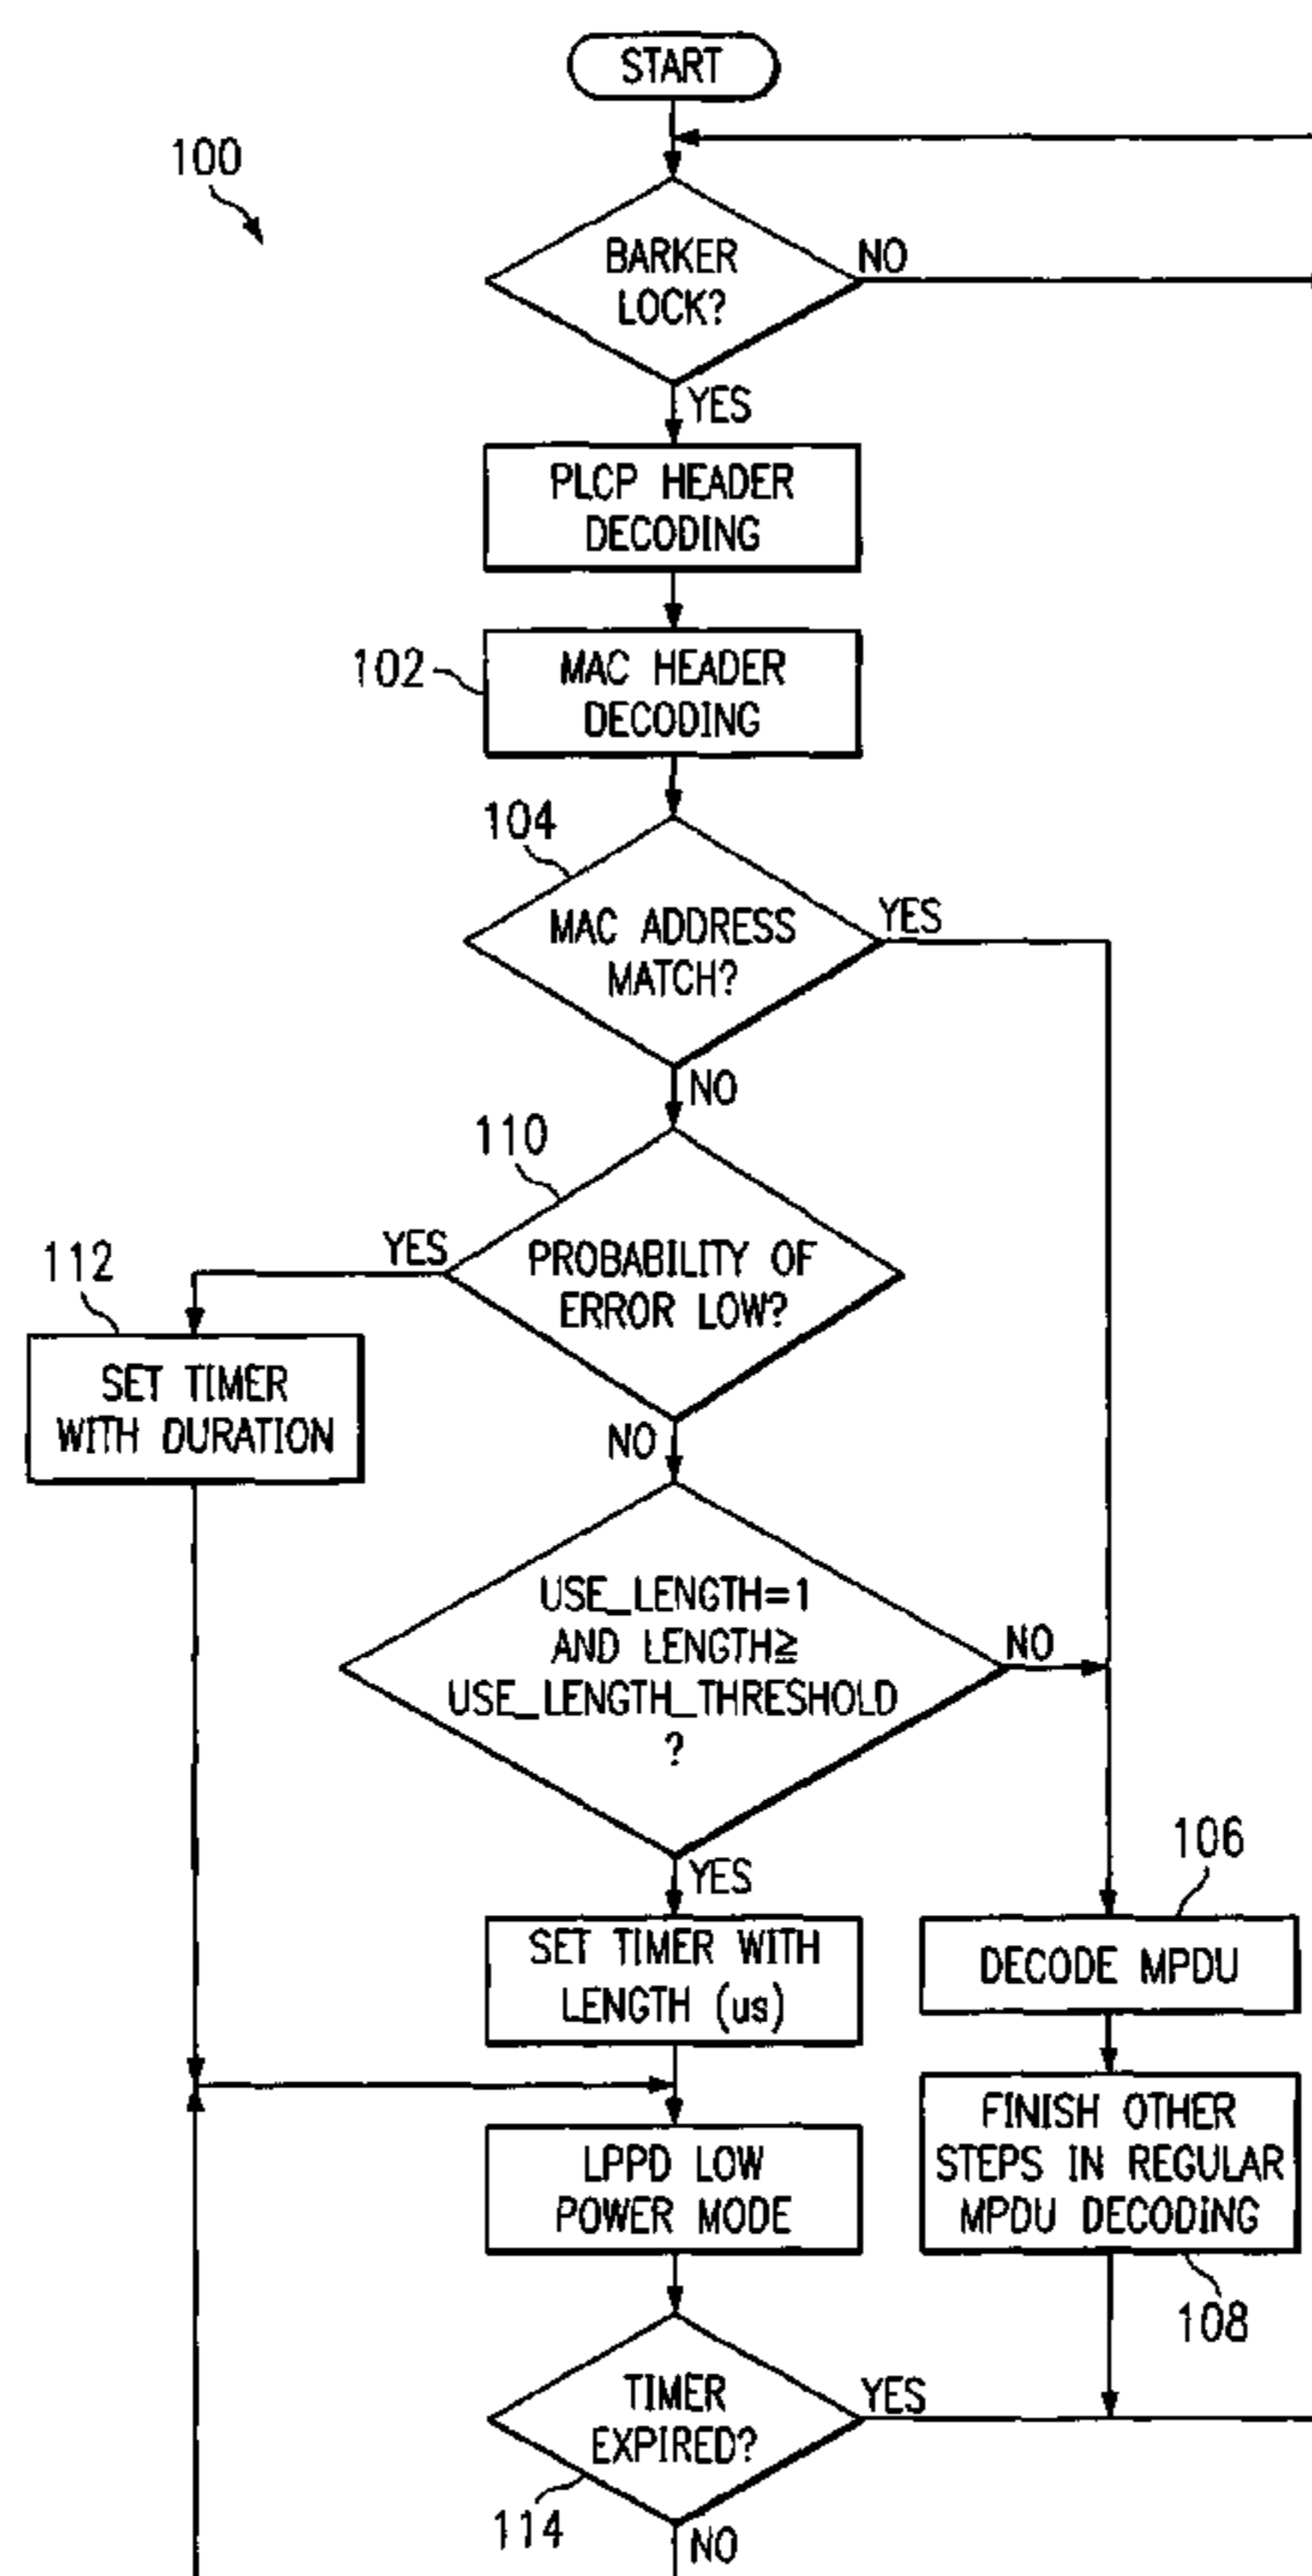 START
100
BARKER
LOCK?
NO
YES
PLCP HEADER
DECODING
102
MAC HEADER
DECODING
104
MAC ADDRESS
MATCH?
YES
NO
110
PROBABILITY OF
ERROR LOW?
YES
112
SET TIMER
WITH DURATION
NO
USE_LENGTH=1
AND LENGTH≧
USE_LENGTH_THRESHOLD
?
NO
YES
106
SET TIMER WITH
LENGTH (us)
DECODE MPDU
LPPD LOW
POWER MODE
FINISH OTHER
STEPS IN REGULAR
MPDU DECODING
108
TIMER
EXPIRED?
YES
114
NO